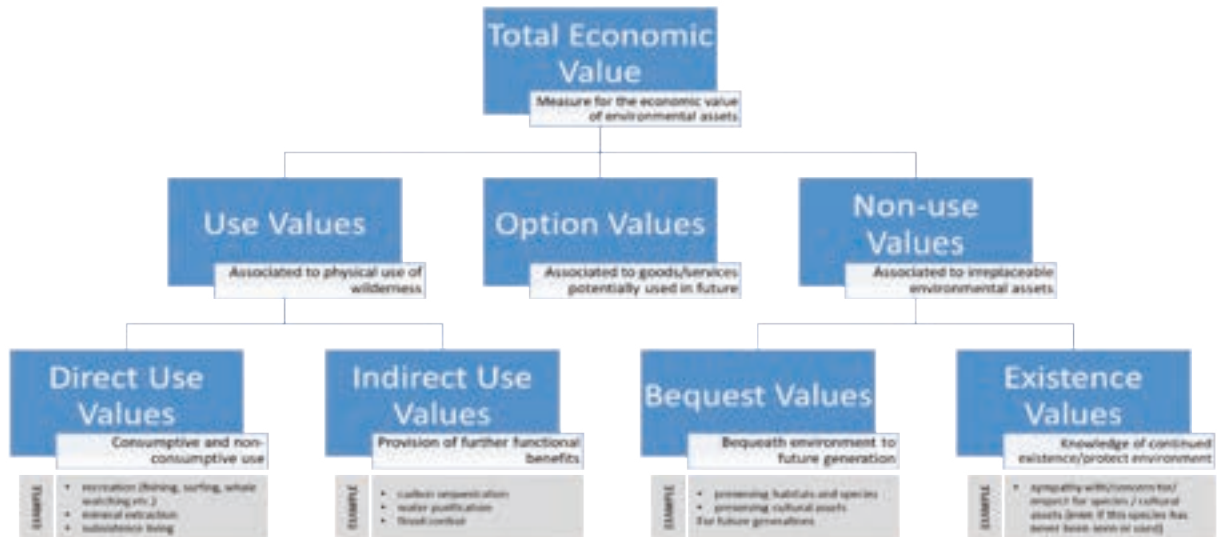 Total Economic
Value
Measure for the economic value
of environmental assets
Use Values
Associated to physical use of
wilderness
Option Values
Associated to goods/services
potentially used in future
Non-use
Values
Associated to irreplaceable
environmental assets
Direct Use
Values
Consumptive and non-
consumptive use
Indirect Use
Values
Provision of further functional
benefits
Bequest Values
Bequeath environment to
future generation
Existence
Values
Knowledge of continued
existence/protect environment
EXAMPLE
• recreation (fishing, surfing, whale
watching etc.)
• mineral extraction
• subsistence living
EXAMPLE
• carbon sequestration
• water purification
• flood control
EXAMPLE
• preserving habitats and species
• preserving cultural assets
For future generations
EXAMPLE
• sympathy with/concern for/
respect for species / cultural
assets (even if this species has
never been seen or used)